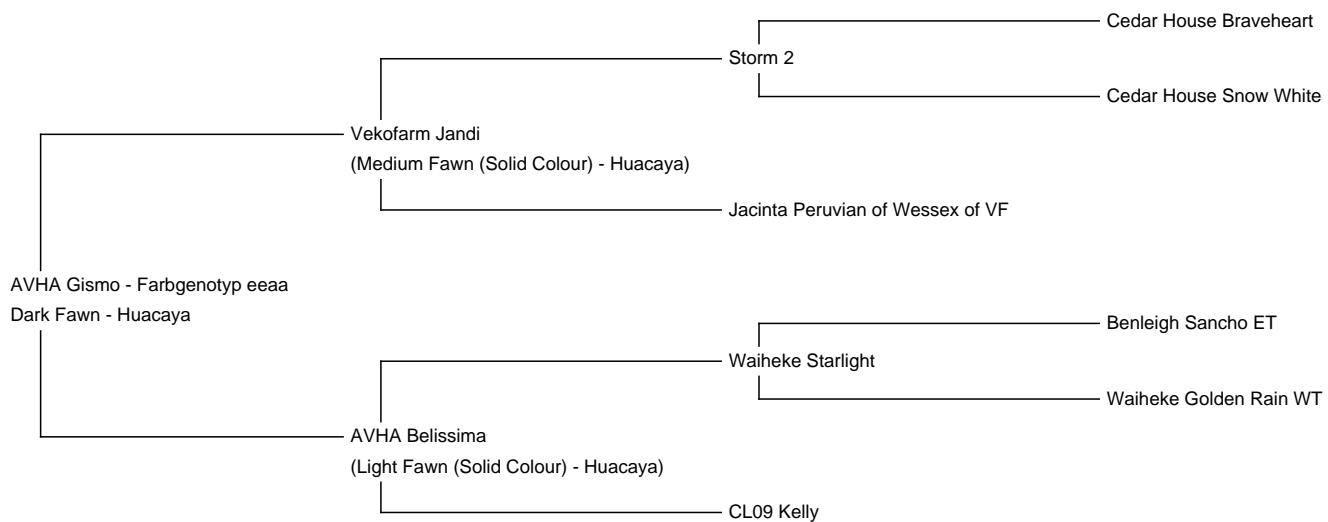 Cedar House Braveheart
Storm 2
Cedar House Snow White
Vekofarm Jandi
(Medium Fawn (Solid Colour) - Huacaya)
Jacinta Peruvian of Wessex of VF
AVHA Gismo - Farbgenotyp eeaa
Dark Fawn - Huacaya
Benleigh Sancho ET
Waiheke Starlight
Waiheke Golden Rain WT
AVHA Belissima
(Light Fawn (Solid Colour) - Huacaya)
CL09 Kelly